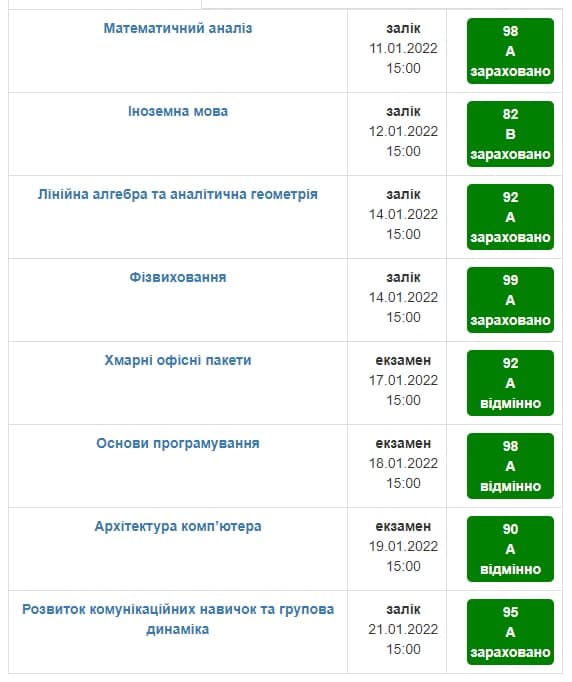 Математичний аналіз
залік
11.01.2022
15:00
98
A
зараховано
Іноземна мова
залік
12.01.2022
15:00
82
B
зараховано
Лінійна алгебра та аналітична геометрія
залік
14.01.2022
15:00
92
A
зараховано
Фізвиховання
залік
14.01.2022
15:00
99
A
зараховано
Хмарні офісні пакети
екзамен
17.01.2022
15:00
92
A
відмінно
Основи програмування
екзамен
18.01.2022
15:00
98
A
відмінно
Архітектура комп’ютера
екзамен
19.01.2022
15:00
90
A
відмінно
Розвиток комунікаційних навичок та групова
динаміка
залік
21.01.2022
15:00
95
A
зараховано